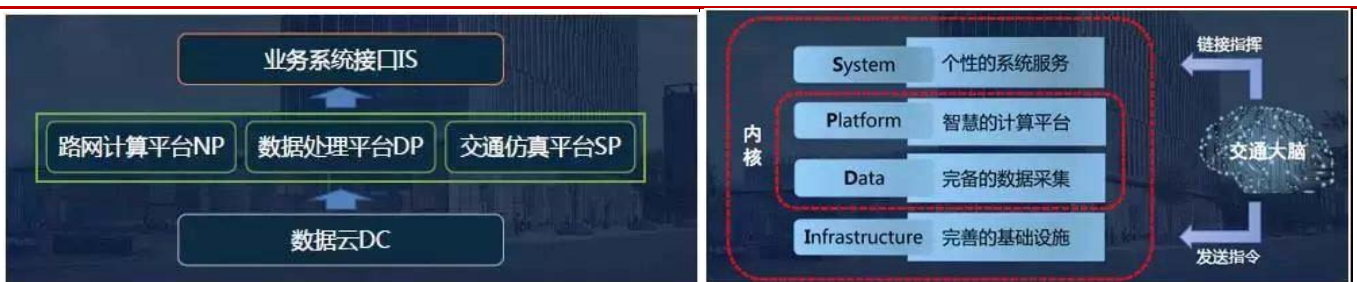 业务系统接口IS
路网计算平台NP
数据处理平台DP
交通仿真平台SP
数据云DC
内核
System 个性的系统服务
Platform 智慧的计算平台
Data 完备的数据采集
Infrastructure 完善的基础设施
链接指挥
交通大脑
发送指令